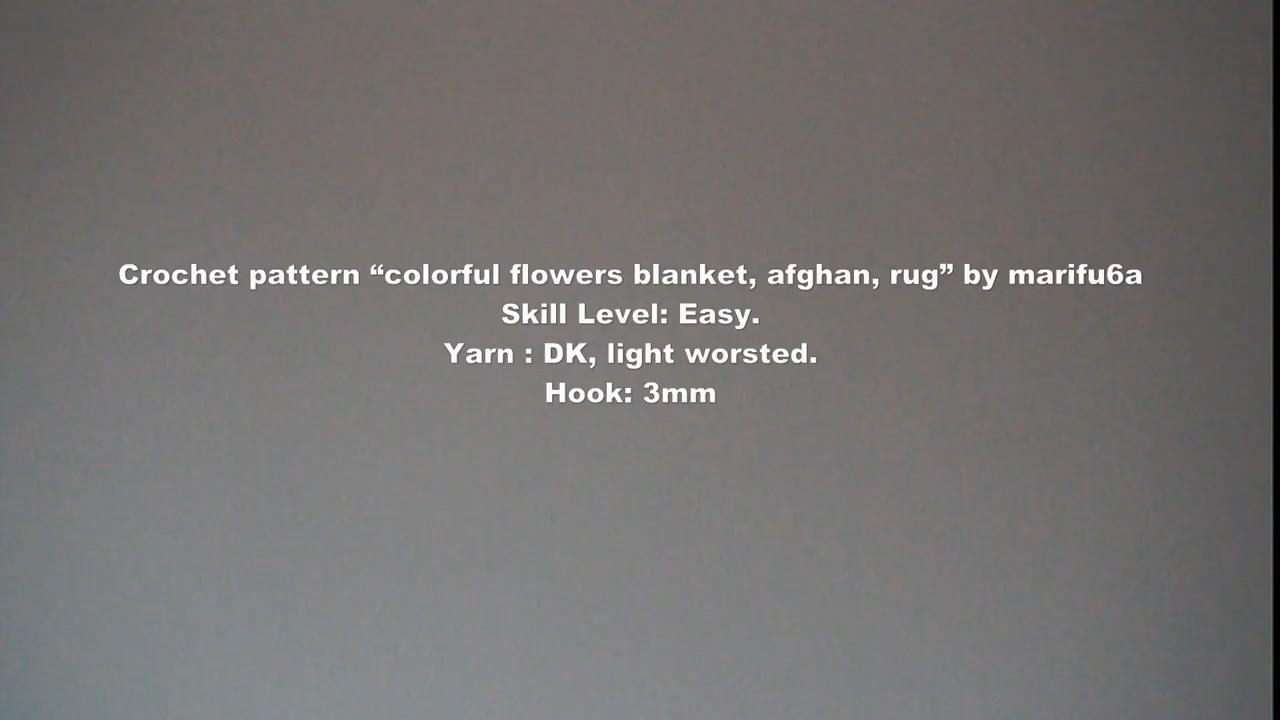 Crochet pattern “colorful flowers blanket, afghan, rug” by marifu6a
Skill Level: Easy.
Yarn : DK, light worsted.
Hook: 3mm